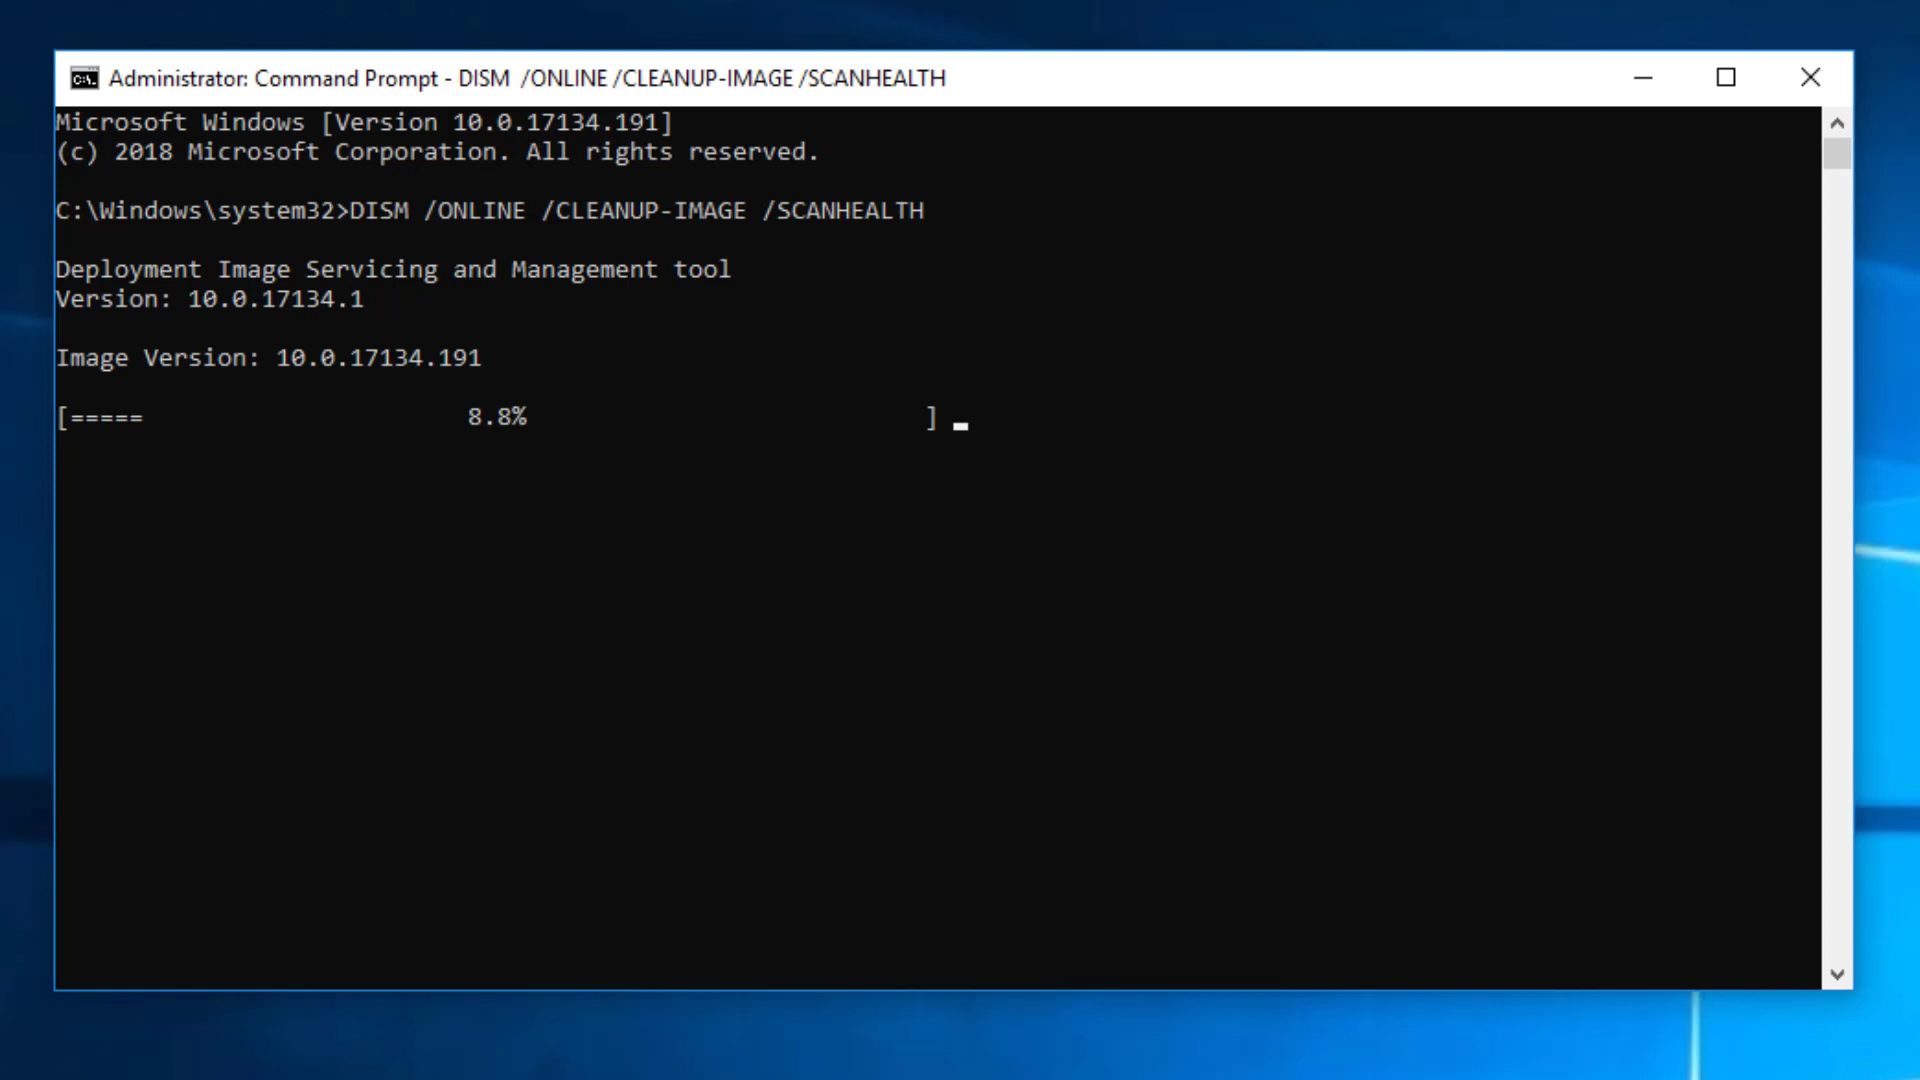 Administrator: Command Prompt - DISM  /ONLINE /CLEANUP-IMAGE /SCANHEALTH
Microsoft Windows [Version 10.0.17134.191]
(c) 2018 Microsoft Corporation. All rights reserved.
C:\Windows\system32>DISM /ONLINE /CLEANUP-IMAGE /SCANHEALTH
Deployment Image Servicing and Management tool
Version: 10.0.17134.1
Image Version: 10.0.17134.191
[=====                      8.8%                           ]